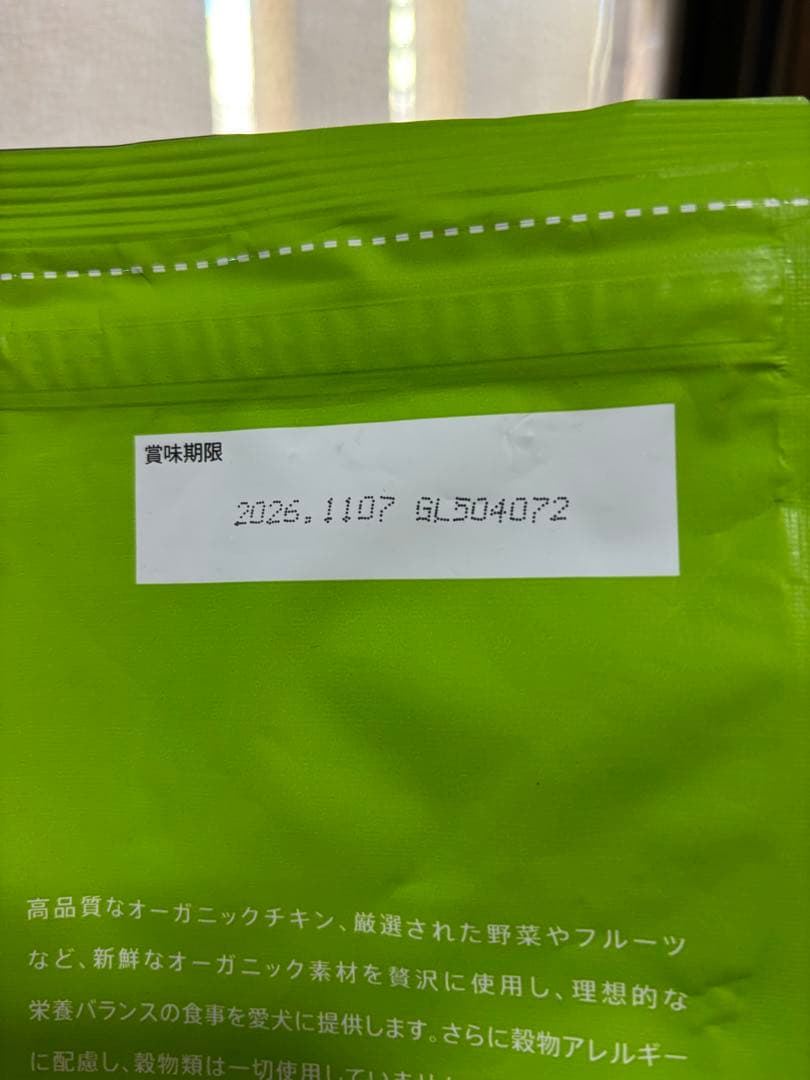 賞味期限
2026.1107 GL504072
高品質なオーガニックチキン、厳選された野菜やフルーツ
など、新鮮なオーガニック素材を贅沢に使用し、理想的な
栄養バランスの食事を愛犬に提供します。さらに穀物アレルギー
に配慮し、穀物類は一切使用していません